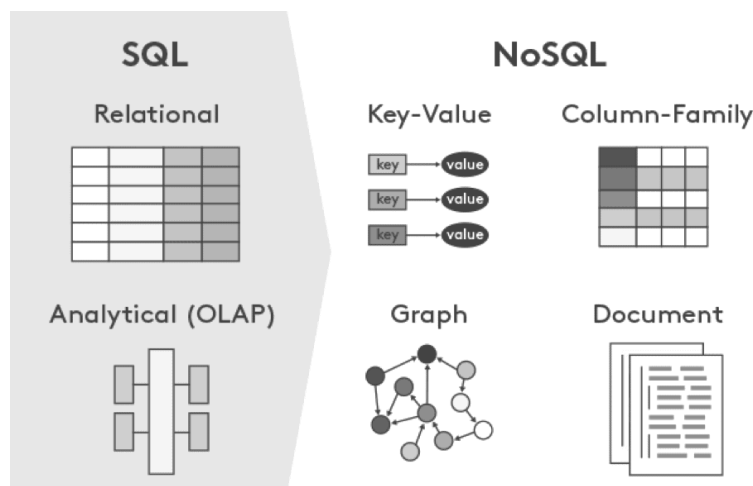 SQL
Relational
Analytical (OLAP)
NoSQL
Key-Value
key value
key value
key value
Column-Family
Graph
Document